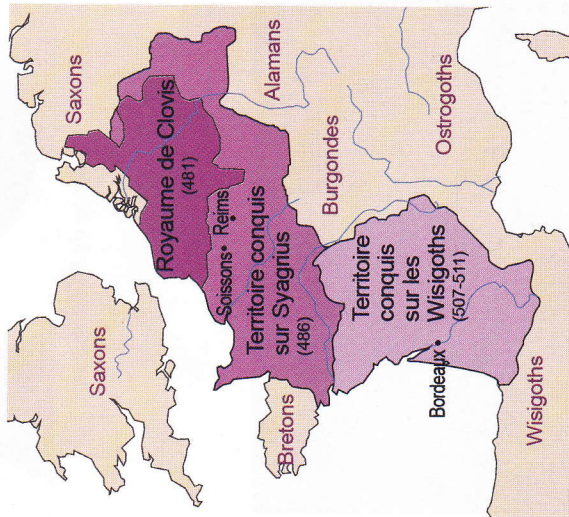 Saxons
Saxons
Royaume de Clovis
(481)
Alamans
Soissons
Reims
Territoire conquis
sur Syagrius
(486)
Bretons
Burgondes
Territoire
conquis
sur les
Wisigoths
(507-511)
Bordeaux
Ostrogoths
Wisigoths